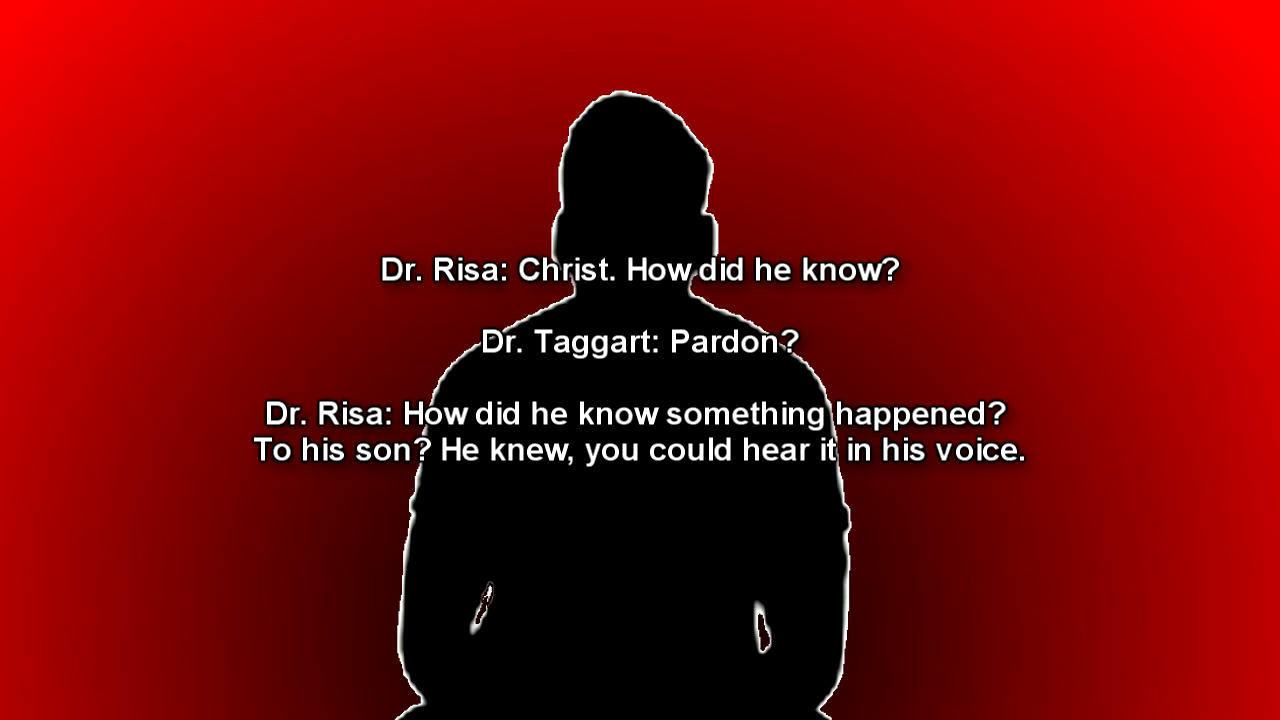 Dr. Risa: Christ. How did he know?
Dr. Taggart: Pardon?
Dr. Risa: How did he know something happened?
To his son? He knew, you could hear it in his voice.